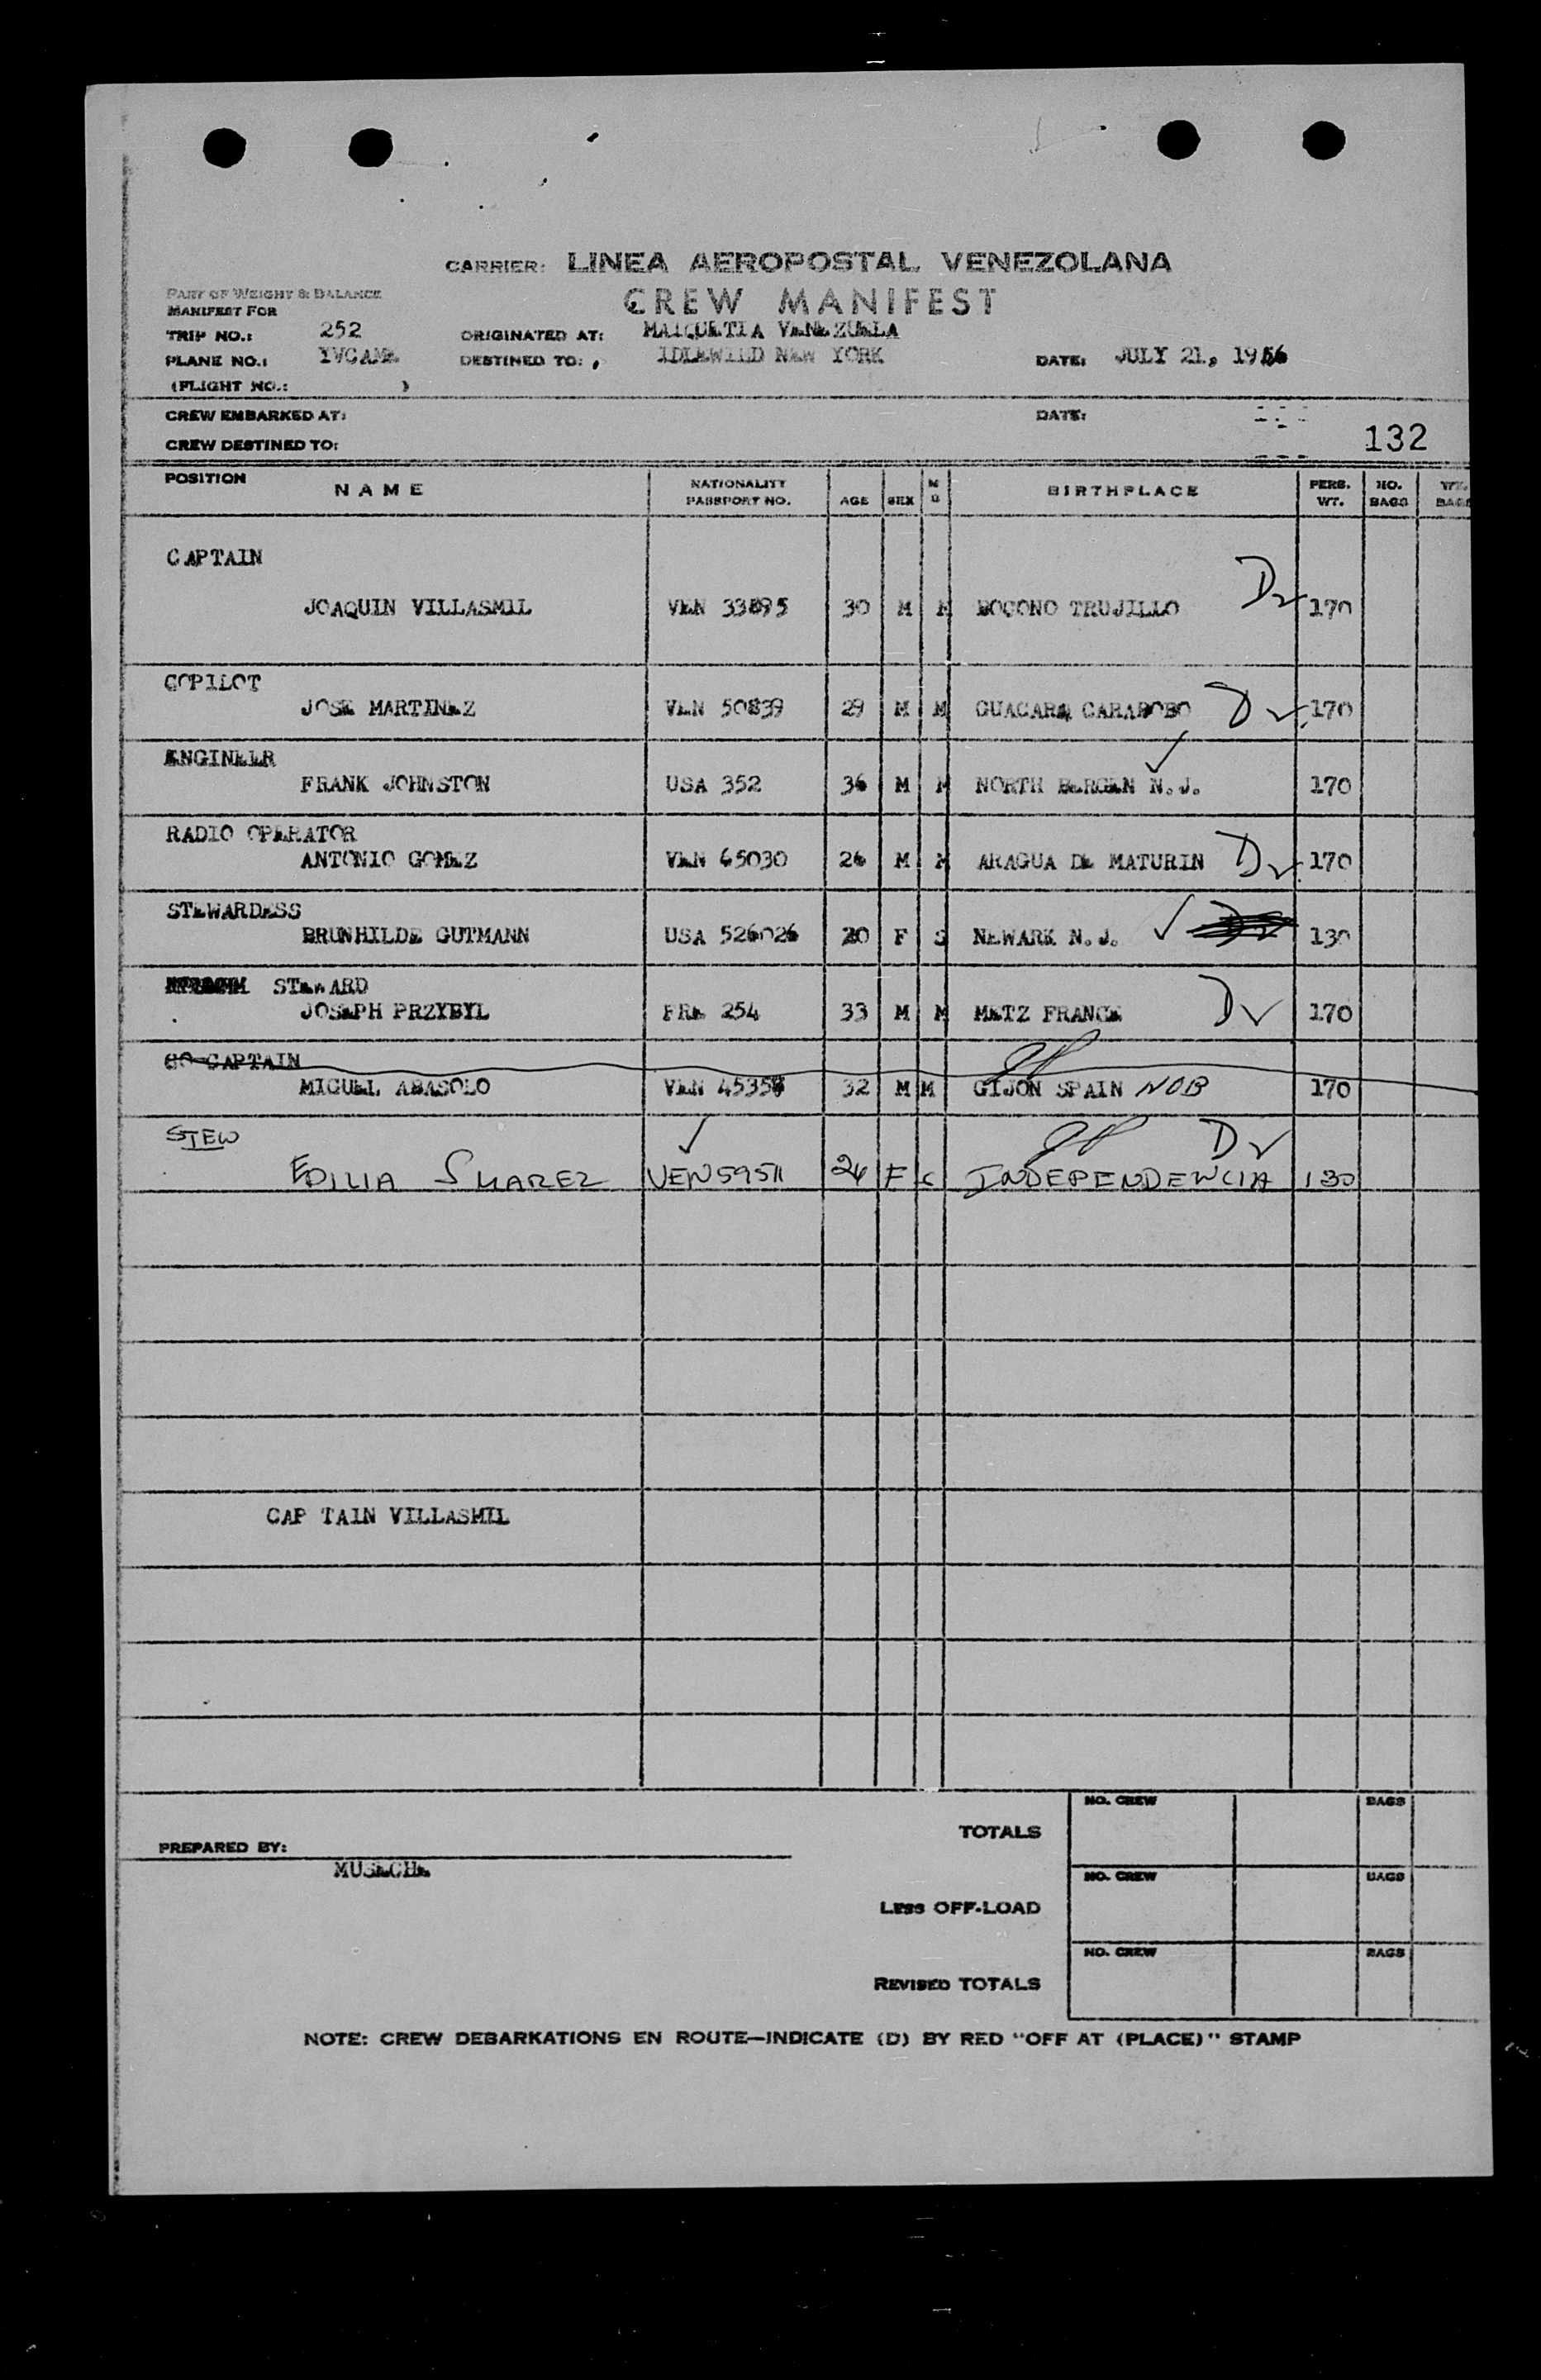 CARRIER: LINEA AEROPOSTAL VENEZOLANA
PART OF WEIGHT & BALANCE
CREW MANIFEST
MANIFEST FOR
TRIP NO.: 252 ORIGINATED AT: MAIQUETIA VENEZUELA
PLANE NO.: YVCAME DESTINED TO: IDLEWILD NEW YORK DATE: JULY 21, 1956
(FLIGHT NO.: )
CREW EMBARKED AT: DATE:
CREW DESTINED TO: 132
POSITION NAME NATIONALITY PASSPORT NO. AGE SEX M S BIRTHPLACE PERS. WT. NO. BAGS WT. BAGS
CAPTAIN
JOAQUIN VILLASMIL VEN 33895 30 M M BOCONO TRUJILLO D✓ 170
COPILOT
JOSE MARTINEZ VEN 50839 29 M M GUACARA CARABOBO D✓ 170
ENGINEER
FRANK JOHNSTON USA 352 36 M M NORTH BERGEN N.J. ✓ 170
RADIO OPERATOR
ANTONIO GOMEZ VEN 65030 26 M M ARAGUA DE MATURIN D✓ 170
STEWARDESS
BRUNHILDE GUTMANN USA 526026 20 F S NEWARK N.J. ✓ 130
STEWARD
JOSEPH PRZYBYL FRE 254 33 M M METZ FRANCE D✓ 170
CO-CAPTAIN
MIGUEL ABASOLO VEN 45358 32 M M GIJON SPAIN NOB 170
STEW ✓ D✓
EDILIA SUAREZ VEN 59511 24 F S INDEPENDENCIA 130
CAP TAIN VILLASMIL
NO. CREW BAGS
TOTALS
PREPARED BY:
MUSECHE
NO. CREW BAGS
LESS OFF-LOAD
NO. CREW BAGS
REVISED TOTALS
NOTE: CREW DEBARKATIONS EN ROUTE—INDICATE (D) BY RED "OFF AT (PLACE)" STAMP